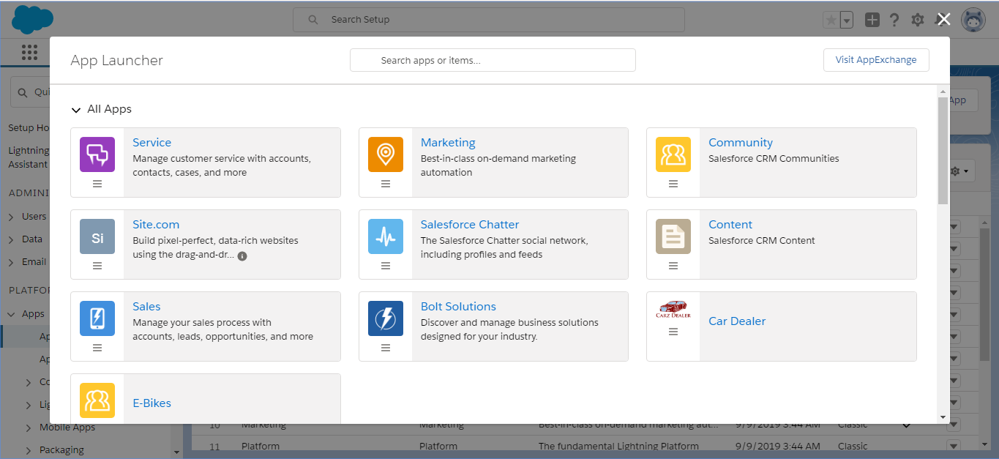 Search Setup
App Launcher
Search apps or items...
Visit AppExchange
Qui
App
All Apps
Setup Ho
Lightning
Assistant
Service
Manage customer service with accounts,
contacts, cases, and more
Marketing
Best-in-class on-demand marketing
automation
Community
Salesforce CRM Communities
ADMINI
Users
Data
Email
Si
Site.com
Build pixel-perfect, data-rich websites
using the drag-and-dr...
Salesforce Chatter
The Salesforce Chatter social network,
including profiles and feeds
Content
Salesforce CRM Content
PLATFOR
Apps
Ap
Ap
Sales
Manage your sales process with
accounts, leads, opportunities, and more
Bolt Solutions
Discover and manage business solutions
designed for your industry.
CARZ DEALER
Car Dealer
Co
Lig
E-Bikes
Mobile Apps
Packaging
10 Marketing Marketing Best-in-class on-demand marketing aut... 9/9/2019 3:44 AM Classic
11 Platform Platform The fundamental Lightning Platform 9/9/2019 3:44 AM Classic